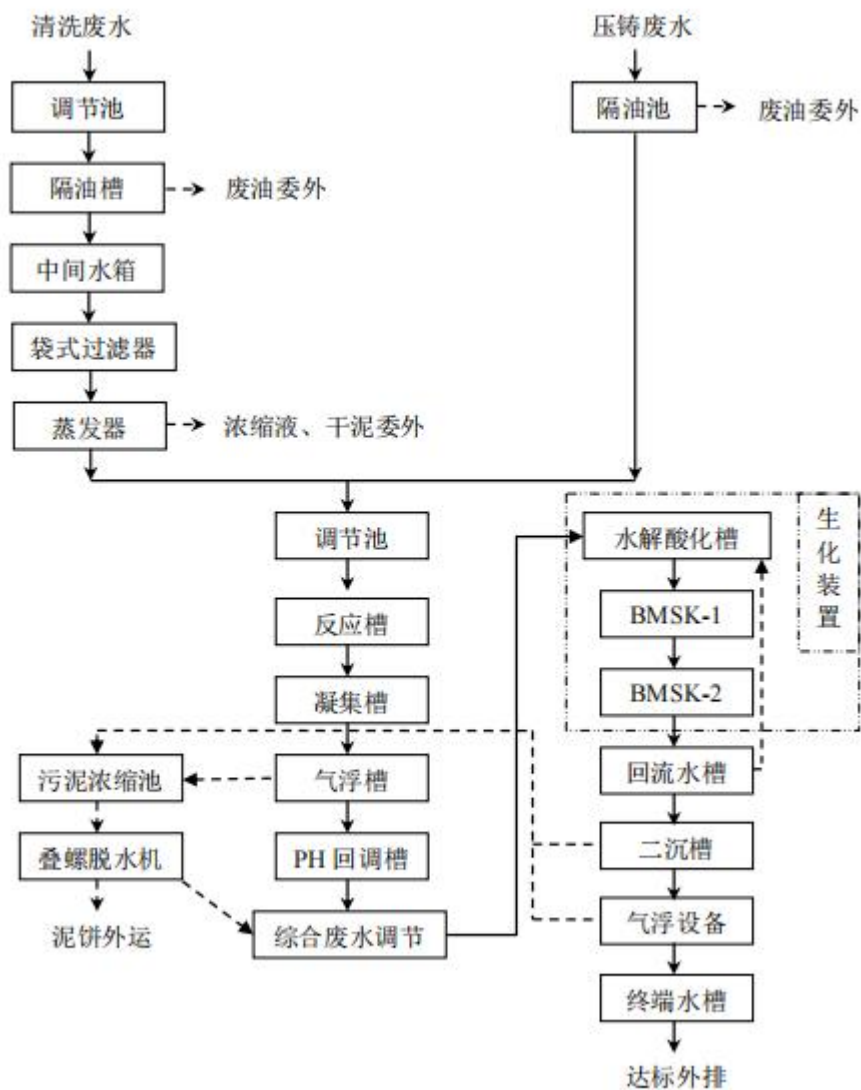 清洗废水
压铸废水
调节池
隔油池
废油委外
隔油槽
废油委外
中间水箱
袋式过滤器
蒸发器
浓缩液、干泥委外
调节池
反应槽
凝集槽
气浮槽
PH 回调槽
综合废水调节
污泥浓缩池
叠螺脱水机
泥饼外运
生化装置
水解酸化槽
BMSK-1
BMSK-2
回流水槽
二沉槽
气浮设备
终端水槽
达标外排